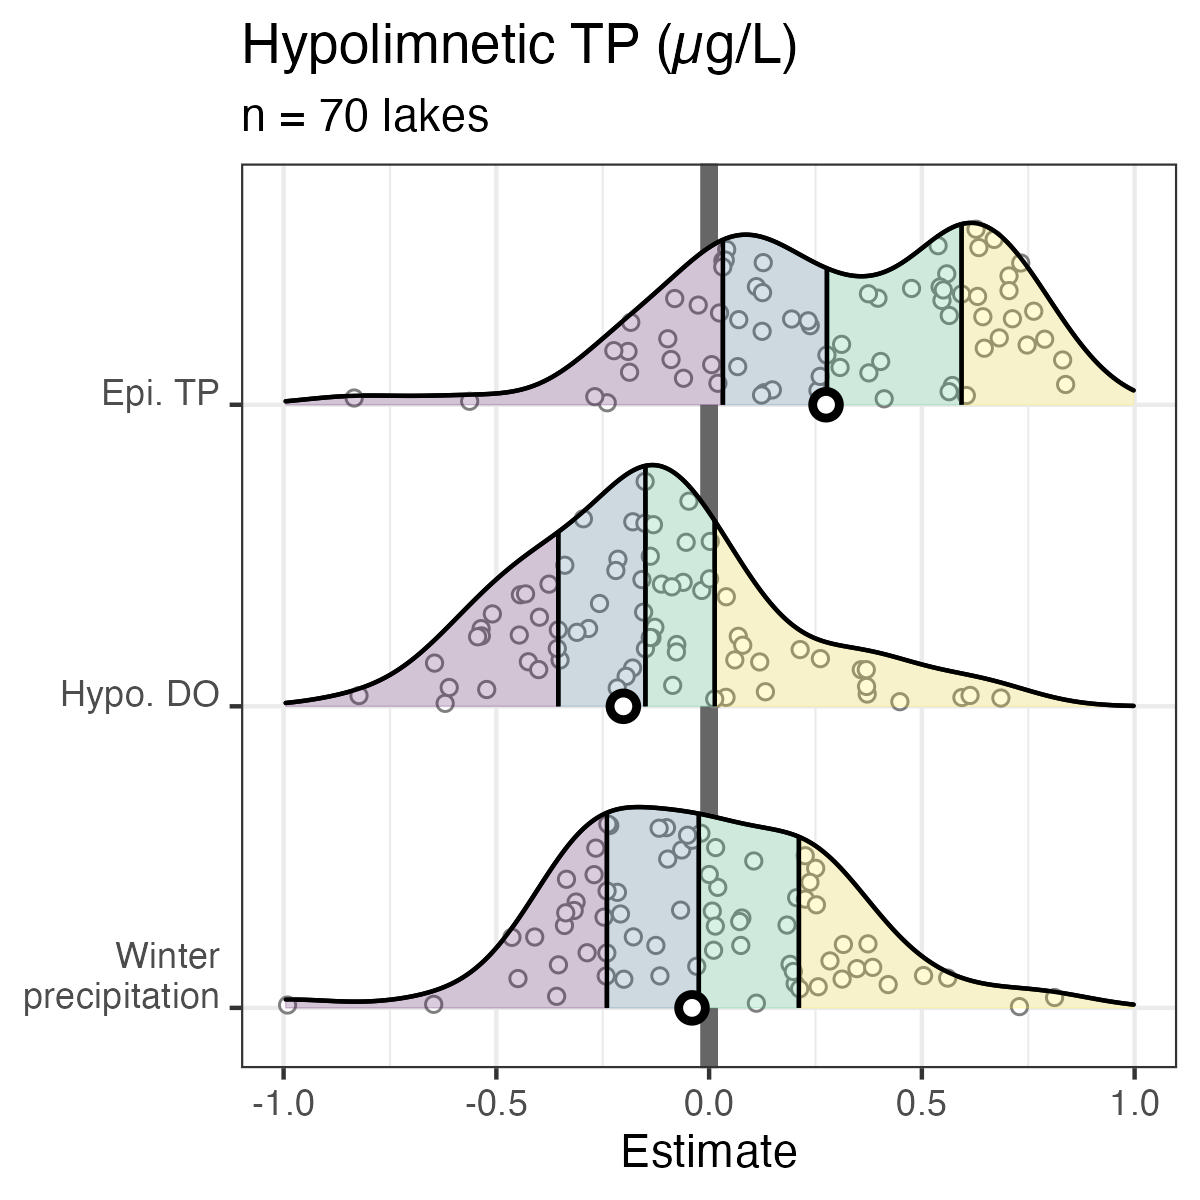 Hypolimnetic TP (µg/L)
n = 70 lakes
Epi. TP
Hypo. DO
Winter
precipitation
-1.0 -0.5 0.0 0.5 1.0
Estimate